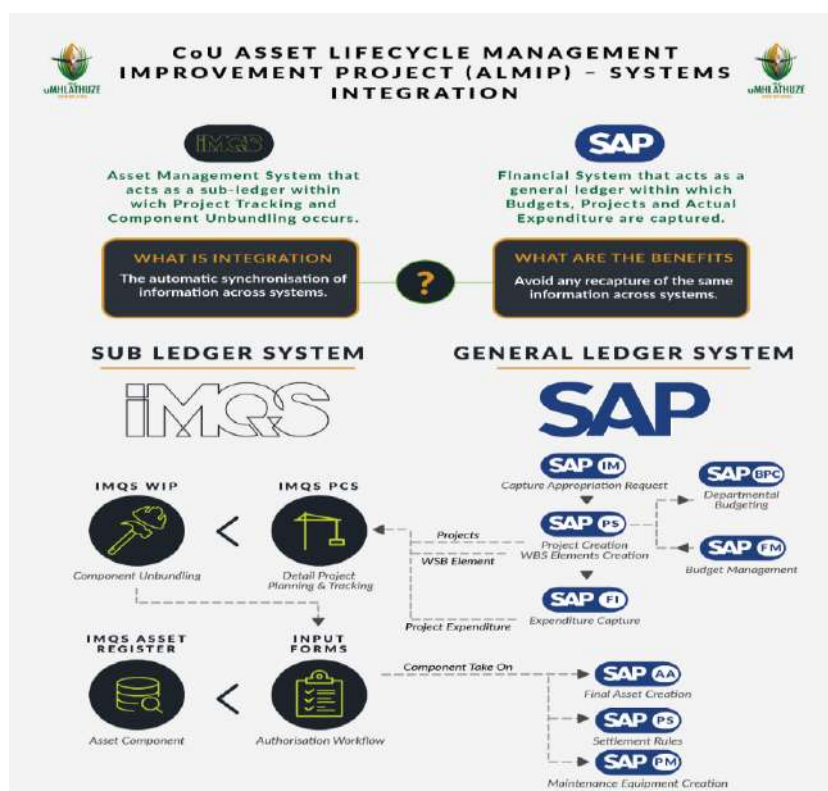 CoU ASSET LIFECYCLE MANAGEMENT
IMPROVEMENT PROJECT (ALMIP) – SYSTEMS
INTEGRATION
uMHLATHUZE
uMHLATHUZE
iMQS
Asset Management System that
acts as a sub-ledger within
wich Project Tracking and
Component Unbundling occurs.
SAP
Financial System that acts as a
general ledger within which
Budgets, Projects and Actual
Expenditure are captured.
WHAT IS INTEGRATION
The automatic synchronisation of
information across systems.
?
WHAT ARE THE BENEFITS
Avoid any recapture of the same
information across systems.
SUB LEDGER SYSTEM
iMQS
GENERAL LEDGER SYSTEM
SAP
IMQS WIP
Component Unbundling
<
IMQS PCS
Detail Project
Planning & Tracking
Projects
WSB Element
Project Expenditure
SAP IM
Capture Appropriation Request
SAP PS
Project Creation
WBS Elements Creation
SAP FI
Expenditure Capture
SAP BPC
Departmental
Budgeting
SAP FM
Budget Management
IMQS ASSET
REGISTER
Asset Component
<
INPUT
FORMS
Authorisation Workflow
Component Take On
SAP AA
Final Asset Creation
SAP PS
Settlement Rules
SAP PM
Maintenance Equipment Creation